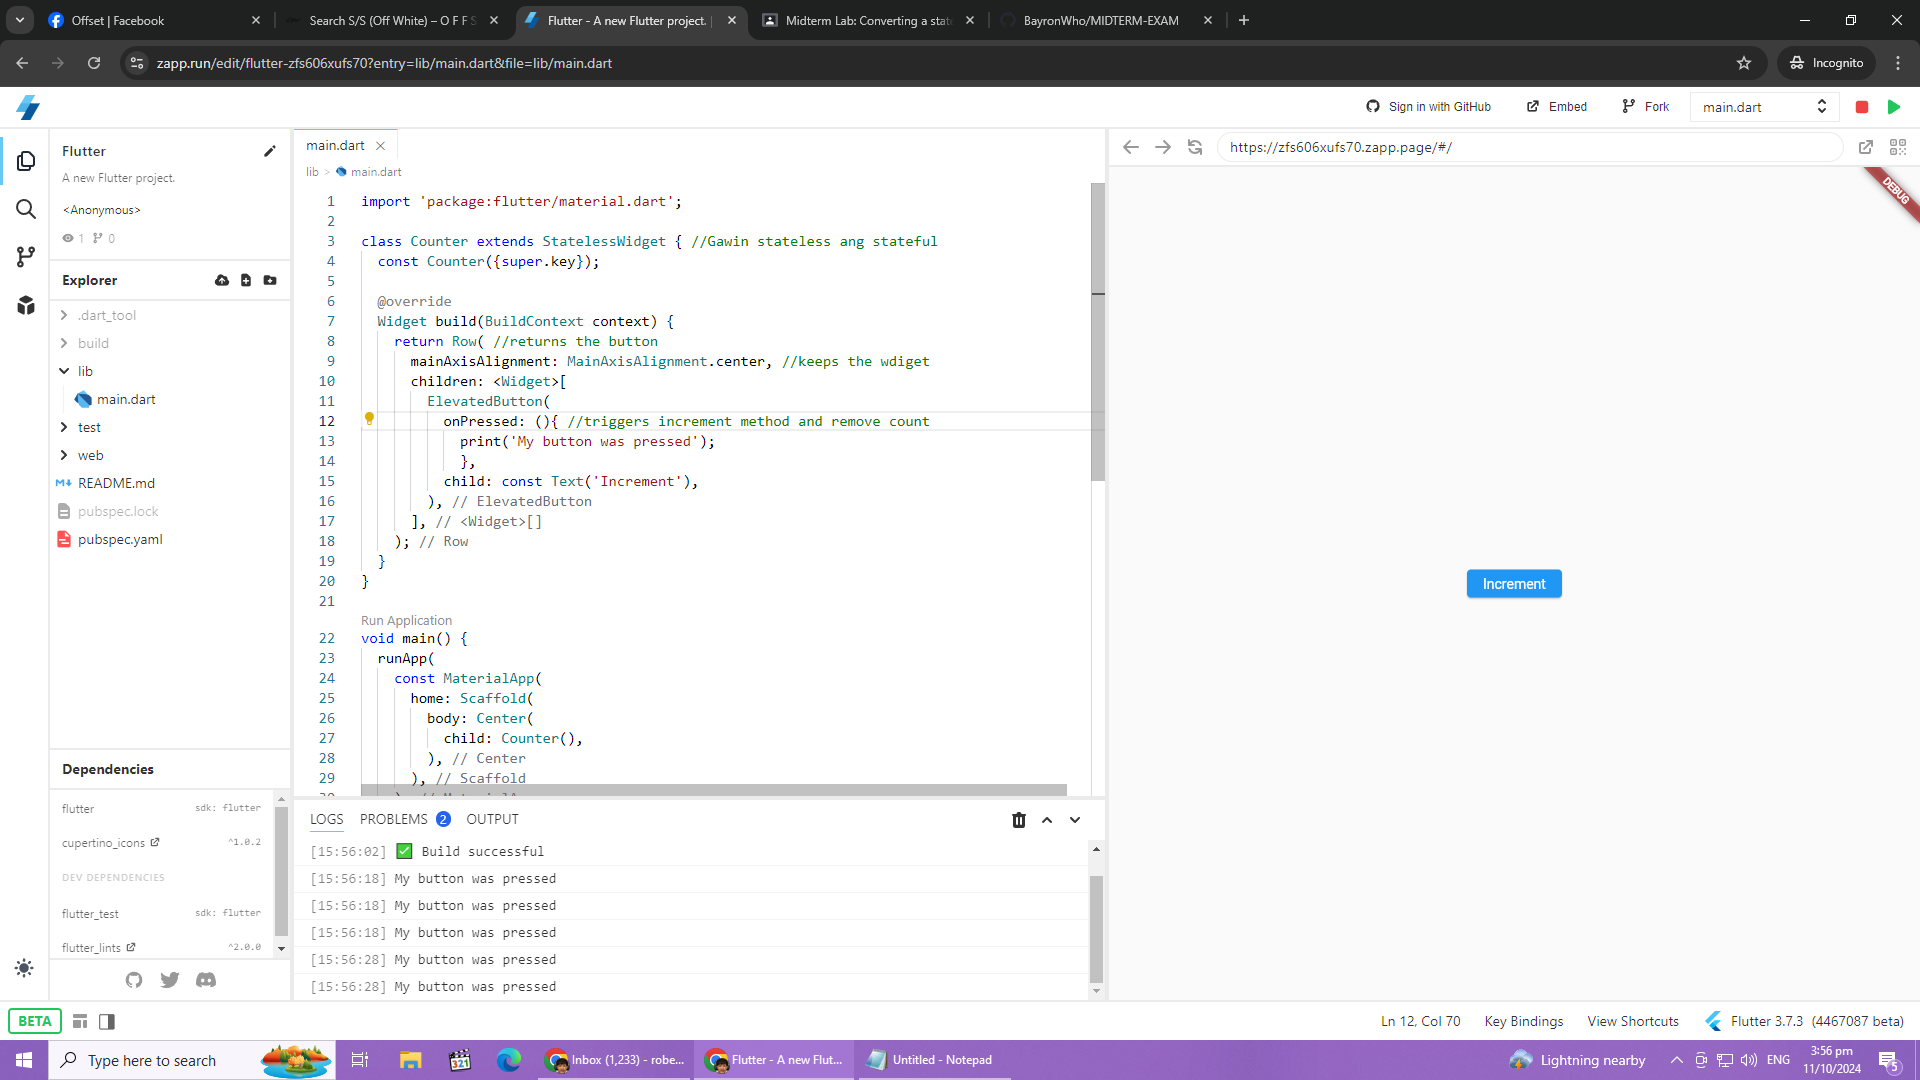 Offset | Facebook
Search S/S (Off White) – O F F S
Flutter - A new Flutter project. |
Midterm Lab: Converting a state
BayronWho/MIDTERM-EXAM
zapp.run/edit/flutter-zfs606xufs70?entry=lib/main.dart&file=lib/main.dart
Incognito
Sign in with GitHub
Embed
Fork
main.dart
Flutter
A new Flutter project.
<Anonymous>
1
0
Explorer
.dart_tool
build
lib
main.dart
test
web
README.md
pubspec.lock
pubspec.yaml
Dependencies
flutter sdk: flutter
cupertino_icons ^1.0.2
DEV DEPENDENCIES
flutter_test sdk: flutter
flutter_lints ^2.0.0
main.dart
lib > main.dart
1 import 'package:flutter/material.dart';
2
3 class Counter extends StatelessWidget { //Gawin stateless ang stateful
4 const Counter({super.key});
5
6 @override
7 Widget build(BuildContext context) {
8 return Row( //returns the button
9 mainAxisAlignment: MainAxisAlignment.center, //keeps the wdiget
10 children: <Widget>[
11 ElevatedButton(
12 onPressed: (){ //triggers increment method and remove count
13 print('My button was pressed');
14 },
15 child: const Text('Increment'),
16 ), // ElevatedButton
17 ], // <Widget>[]
18 ); // Row
19 }
20 }
21
Run Application
22 void main() {
23 runApp(
24 const MaterialApp(
25 home: Scaffold(
26 body: Center(
27 child: Counter(),
28 ), // Center
29 ), // Scaffold
LOGS
PROBLEMS 2
OUTPUT
[15:56:02] ✅ Build successful
[15:56:18] My button was pressed
[15:56:18] My button was pressed
[15:56:18] My button was pressed
[15:56:28] My button was pressed
[15:56:28] My button was pressed
https://zfs606xufs70.zapp.page/#/
DEBUG
Increment
BETA
Ln 12, Col 70
Key Bindings
View Shortcuts
Flutter 3.7.3 (4467087 beta)
Type here to search
321
Inbox (1,233) - robe...
Flutter - A new Flut...
Untitled - Notepad
Lightning nearby
ENG
3:56 pm
11/10/2024
5